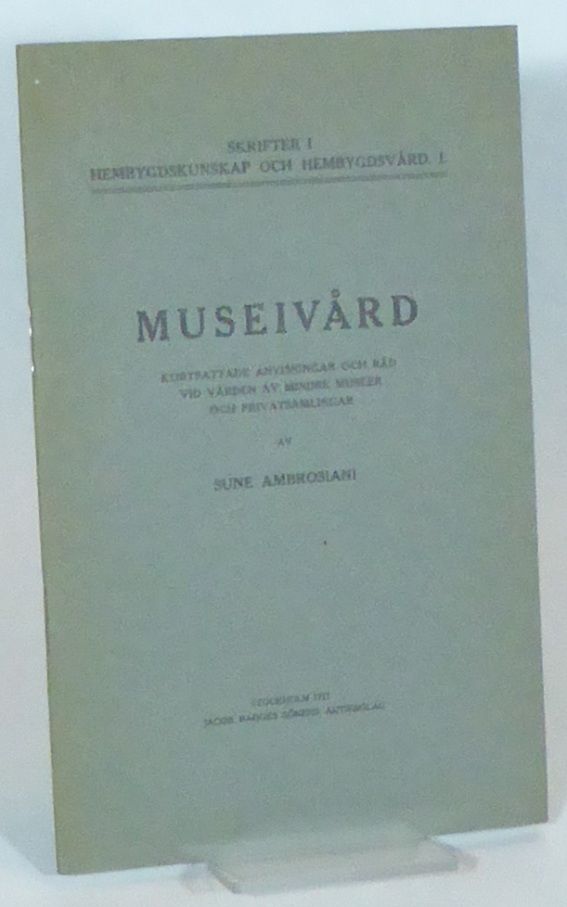 SKRIFTER I
HEMBYGDSKUNSKAP OCH HEMBYGDSVÅRD. I.
MUSEIVÅRD
KORTFATTADE ANVISNINGAR OCH RÅD
VID VÅRDEN AV MINDRE MUSEER
OCH PRIVATSAMLINGAR
AV
SUNE AMBROSIANI
STOCKHOLM
JACOB BAGGES SÖNERS AKTIEBOLAG